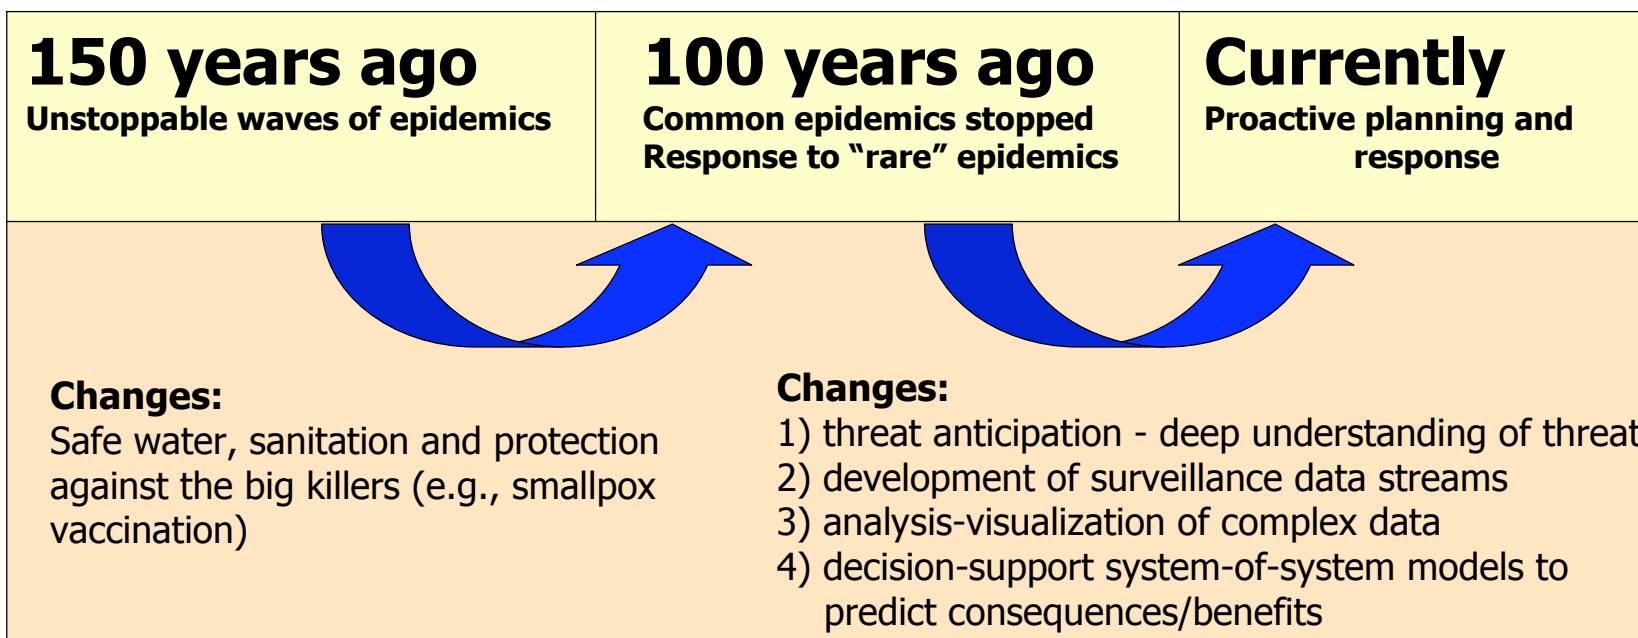 150 years ago
Unstoppable waves of epidemics
100 years ago
Common epidemics stopped
Response to “rare” epidemics
Currently
Proactive planning and
response
Changes:
Safe water, sanitation and protection
against the big killers (e.g., smallpox
vaccination)
Changes:
1) threat anticipation - deep understanding of threat
2) development of surveillance data streams
3) analysis-visualization of complex data
4) decision-support system-of-system models to
predict consequences/benefits